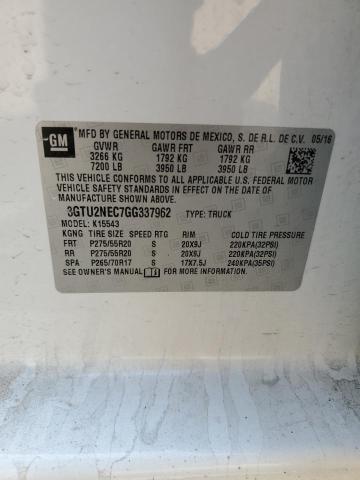 GM
MFD BY GENERAL MOTORS DE MEXICO, S. DE R.L. DE C.V. 05/16
GVWR GAWR FRT GAWR RR
3266 KG 1792 KG 1792 KG
7200 LB 3950 LB 3950 LB
THIS VEHICLE CONFORMS TO ALL APPLICABLE U.S. FEDERAL MOTOR
VEHICLE SAFETY STANDARDS IN EFFECT ON THE DATE OF
MANUFACTURE SHOWN ABOVE.
3GTU2NEC7GG337962 TYPE: TRUCK
MODEL: K15543
KGNG TIRE SIZE SPEED RTG RIM COLD TIRE PRESSURE
FRT P275/55R20 S 20X9J 220KPA(32PSI)
RR P275/55R20 S 20X9J 220KPA(32PSI)
SPA P265/70R17 S 17X7.5J 240KPA(35PSI)
SEE OWNER'S MANUAL FOR ADDITIONAL INFORMATION.